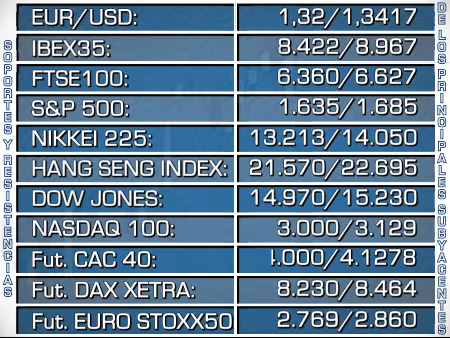 SOPORTES Y RESISTENCIAS
DE LOS PRINCIPALES SUBYACENTES
EUR/USD: 1,32/1,3417
IBEX35: 8.422/8.967
FTSE100: 6.360/6.627
S&P 500: 1.635/1.685
NIKKEI 225: 13.213/14.050
HANG SENG INDEX: 21.570/22.695
DOW JONES: 14.970/15.230
NASDAQ 100: 3.000/3.129
Fut. CAC 40: .000/4.1278
Fut. DAX XETRA: 8.230/8.464
Fut. EURO STOXX50 2.769/2.860